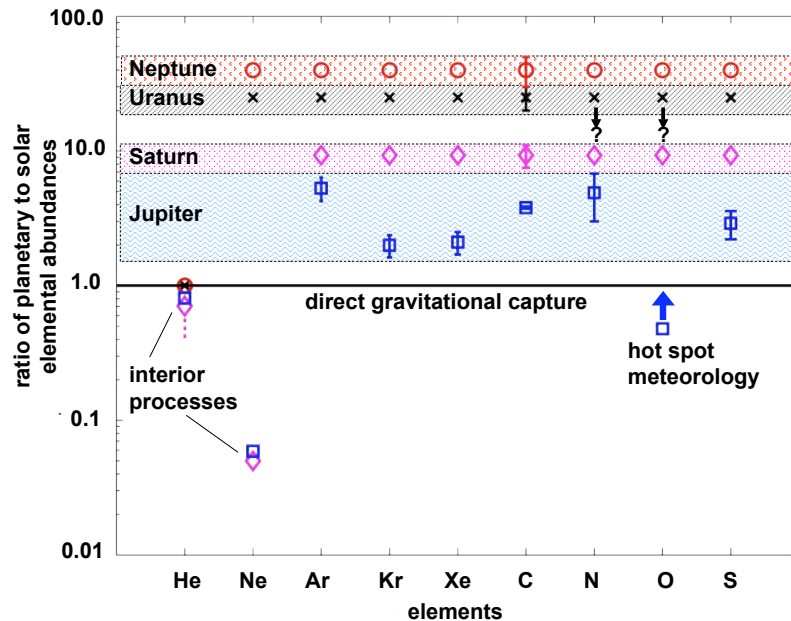 100.0
Neptune
Uranus
? ?
10.0
Saturn
Jupiter
1.0
direct gravitational capture
hot spot
meteorology
interior
processes
0.1
0.01
ratio of planetary to solar
elemental abundances
He Ne Ar Kr Xe C N O S
elements